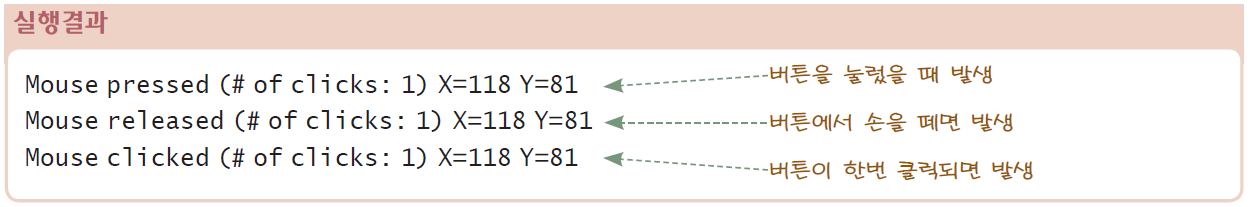 실행결과
Mouse pressed (# of clicks: 1) X=118 Y=81
버튼을 눌렀을 때 발생
Mouse released (# of clicks: 1) X=118 Y=81
버튼에서 손을 떼면 발생
Mouse clicked (# of clicks: 1) X=118 Y=81
버튼이 한번 클릭되면 발생